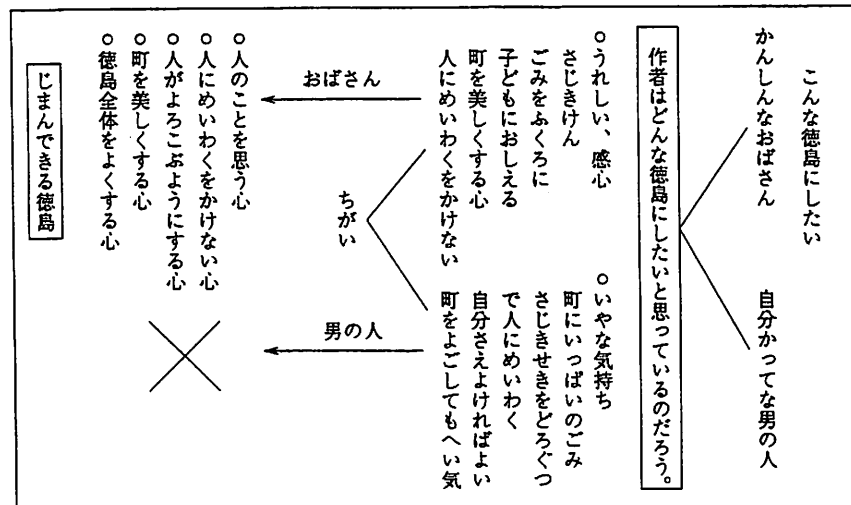 こんな徳島にしたい
かんしんなおばさん
自分かってな男の人
作者はどんな徳島にしたいと思っているのだろう。
○うれしい、感心
さじきけん
ごみをふくろに
子どもにおしえる
町を美しくする心
人にめいわくをかけない
○いやな気持ち
町にいっぱいのごみ
さじきせきをどろぐつ
で人にめいわく
自分さえよければよい
町をよごしてもへい気
ちがい
おばさん
男の人
○人のことを思う心
○人にめいわくをかけない心
○人がよろこぶようにする心
○町を美しくする心
○徳島全体をよくする心
じまんできる徳島